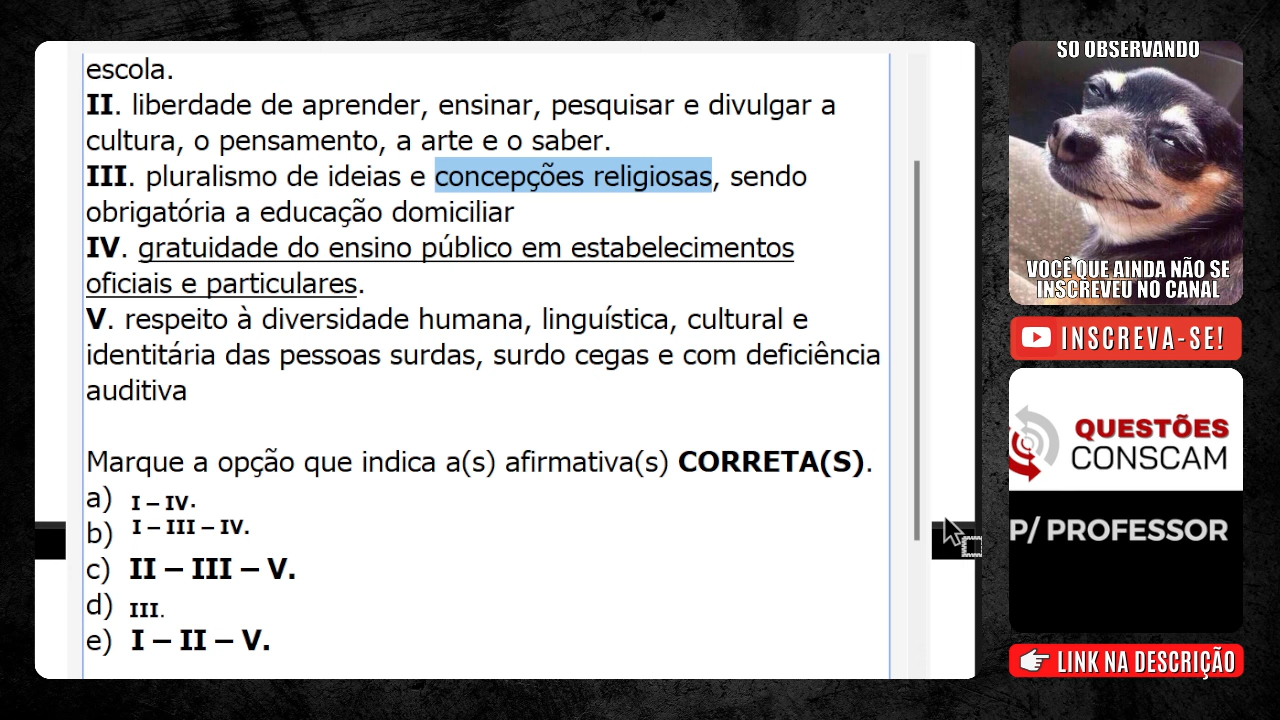 escola.
II. liberdade de aprender, ensinar, pesquisar e divulgar a
cultura, o pensamento, a arte e o saber.
III. pluralismo de ideias e concepções religiosas, sendo
obrigatória a educação domiciliar
IV. gratuidade do ensino público em estabelecimentos
oficiais e particulares.
V. respeito à diversidade humana, linguística, cultural e
identitária das pessoas surdas, surdo cegas e com deficiência
auditiva
Marque a opção que indica a(s) afirmativa(s) CORRETA(S).
a) I – IV.
b) I – III – IV.
c) II – III – V.
d) III.
e) I – II – V.
SO OBSERVANDO
VOCÊ QUE AINDA NÃO SE
INSCREVEU NO CANAL
INSCREVA-SE!
QUESTÕES
CONSCAM
P/ PROFESSOR
LINK NA DESCRIÇÃO